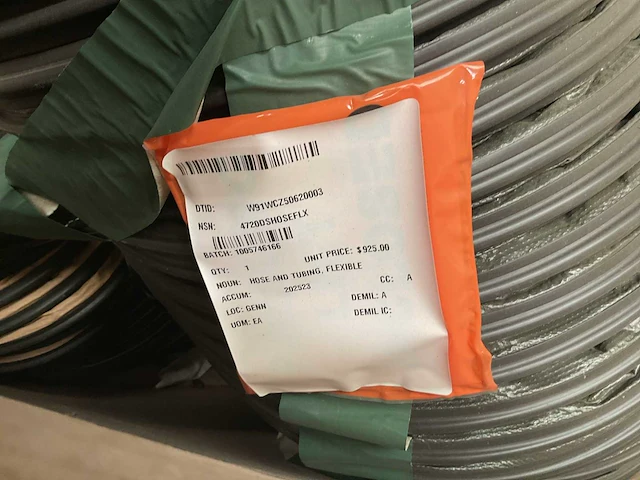 DTID: W91WCZ50620003
NSN: 4720DSHOSEFLX
BATCH: 1005746166
QTY: 1 UNIT PRICE: $925.00
NOUN: HOSE AND TUBING, FLEXIBLE
ACCUM: 202523 CC: A
LOC: GENH DEMIL: A
UOM: EA DEMIL IC: